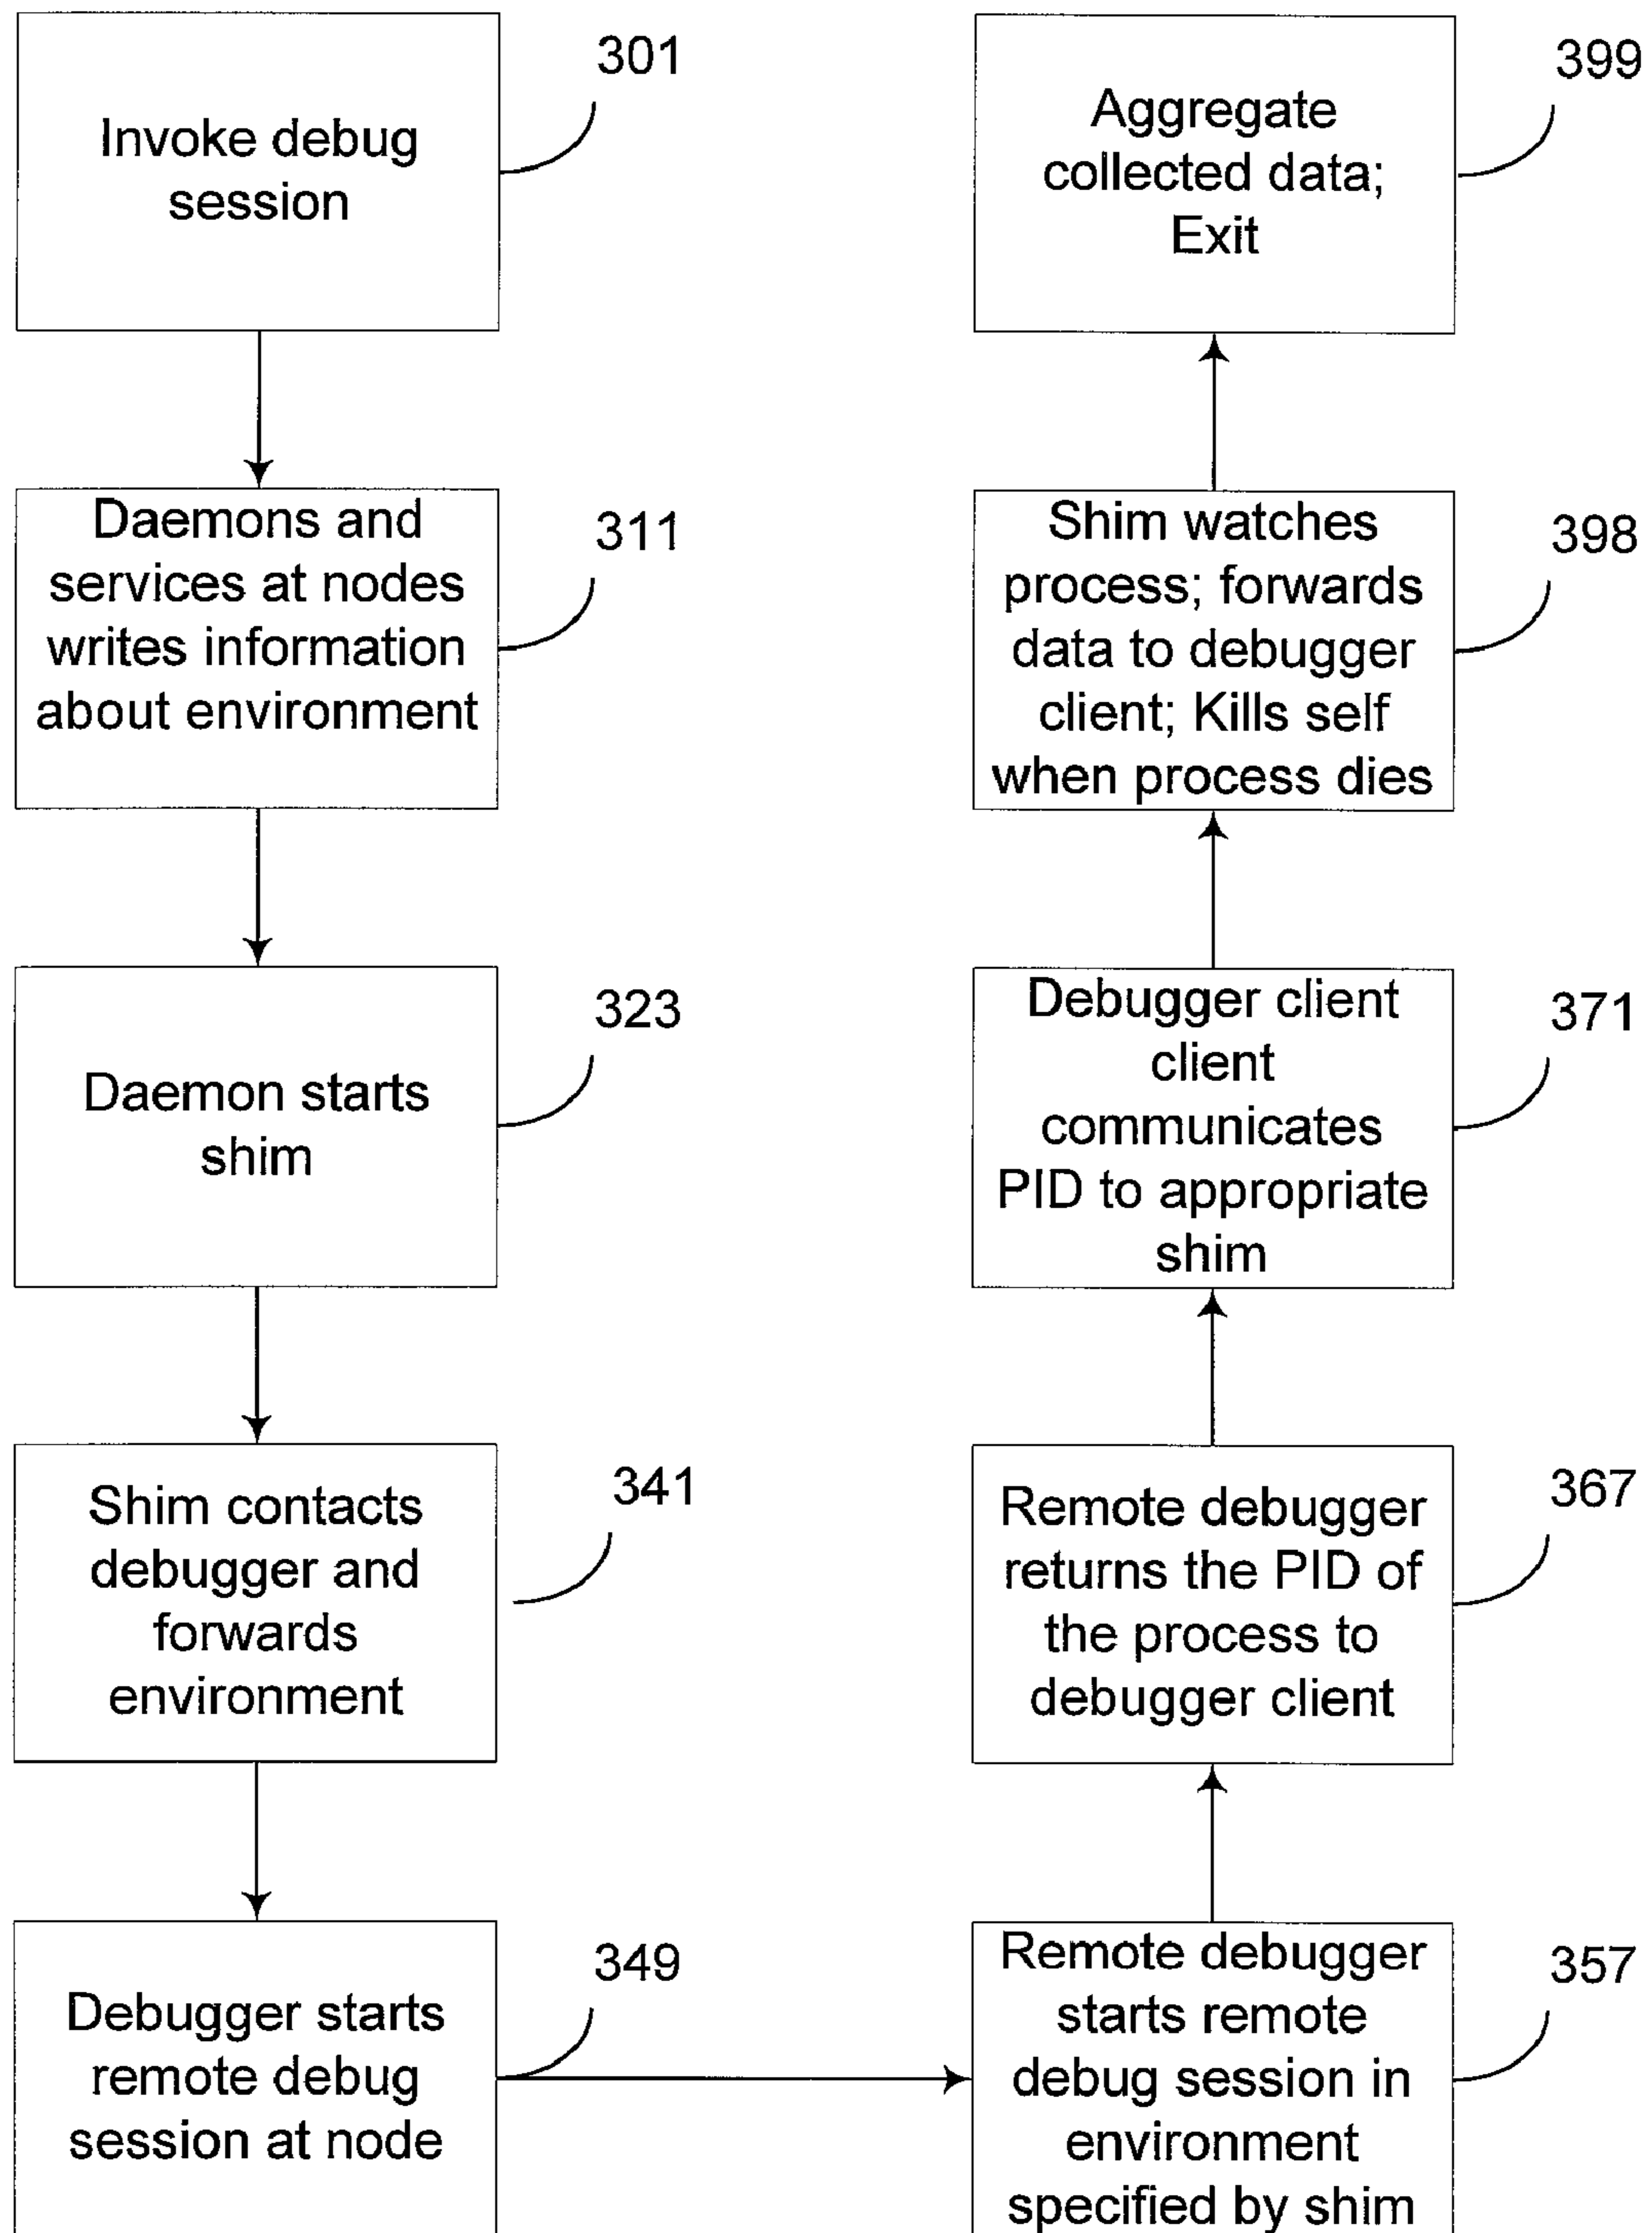 Invoke debug
session
301
Daemons and
services at nodes
writes information
about environment
311
Daemon starts
shim
323
Shim contacts
debugger and
forwards
environment
341
Debugger starts
remote debug
session at node
349
Remote debugger
starts remote
debug session in
environment
specified by shim
357
Remote debugger
returns the PID of
the process to
debugger client
367
Debugger client
client
communicates
PID to appropriate
shim
371
Shim watches
process; forwards
data to debugger
client; Kills self
when process dies
398
Aggregate
collected data;
Exit
399